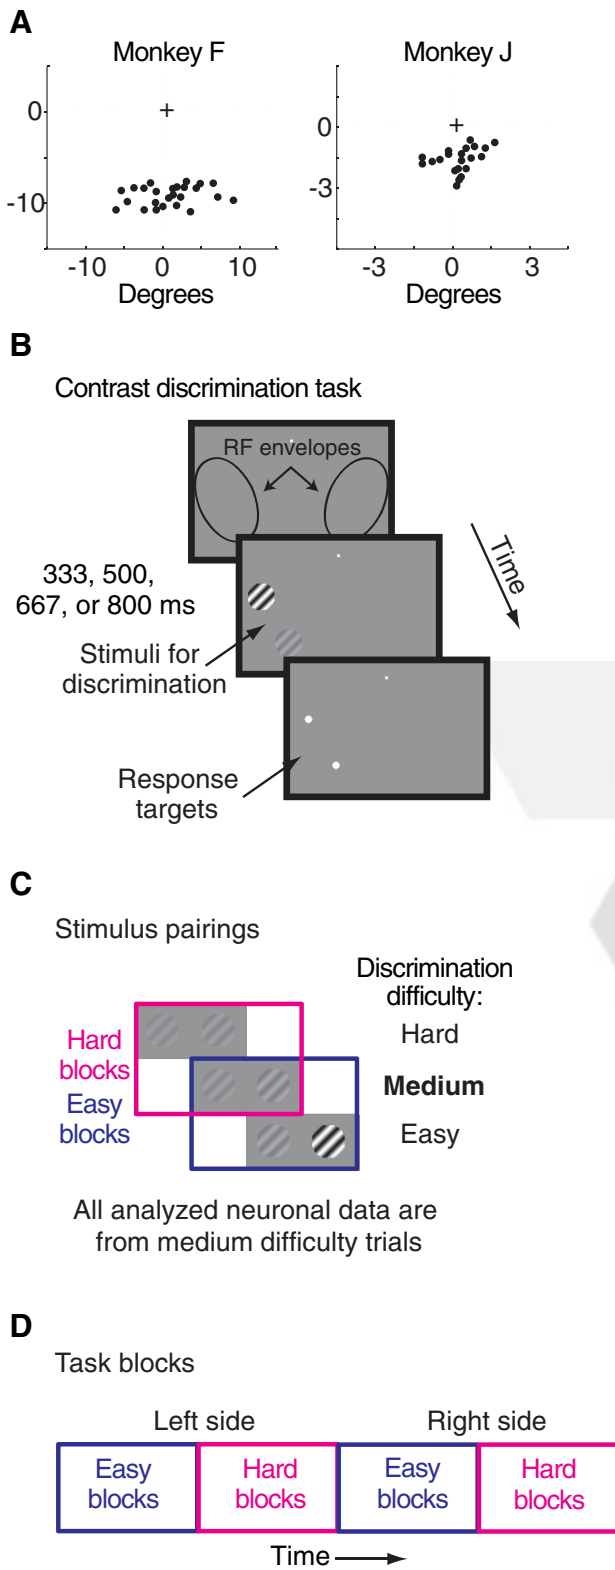 A
Monkey F
Monkey J
0
-10
-10 0 10
Degrees
0
-3
-3 0 3
Degrees
B
Contrast discrimination task
RF envelopes
Time
333, 500,
667, or 800 ms
Stimuli for
discrimination
Response
targets
C
Stimulus pairings
Discrimination
difficulty:
Hard
blocks
Easy
blocks
Hard
Medium
Easy
All analyzed neuronal data are
from medium difficulty trials
D
Task blocks
Left side
Right side
Easy
blocks
Hard
blocks
Easy
blocks
Hard
blocks
Time